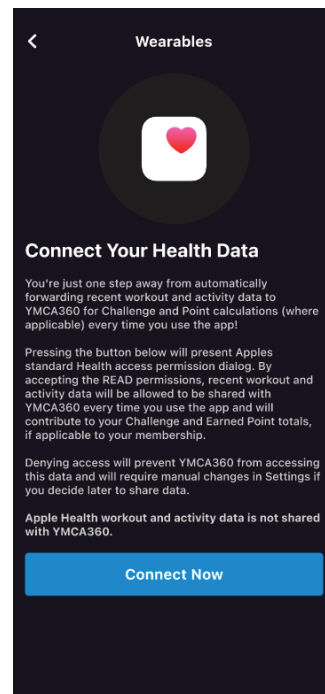 Wearables
Connect Your Health Data
You're just one step away from automatically
forwarding recent workout and activity data to
YMCA360 for Challenge and Point calculations (where
applicable) every time you use the app!
Pressing the button below will present Apples
standard Health access permission dialog. By
accepting the READ permissions, recent workout and
activity data will be allowed to be shared with
YMCA360 every time you use the app and will
contribute to your Challenge and Earned Point totals,
if applicable to your membership.
Denying access will prevent YMCA360 from accessing
this data and will require manual changes in Settings if
you decide later to share data.
Apple Health workout and activity data is not shared
with YMCA360.
Connect Now